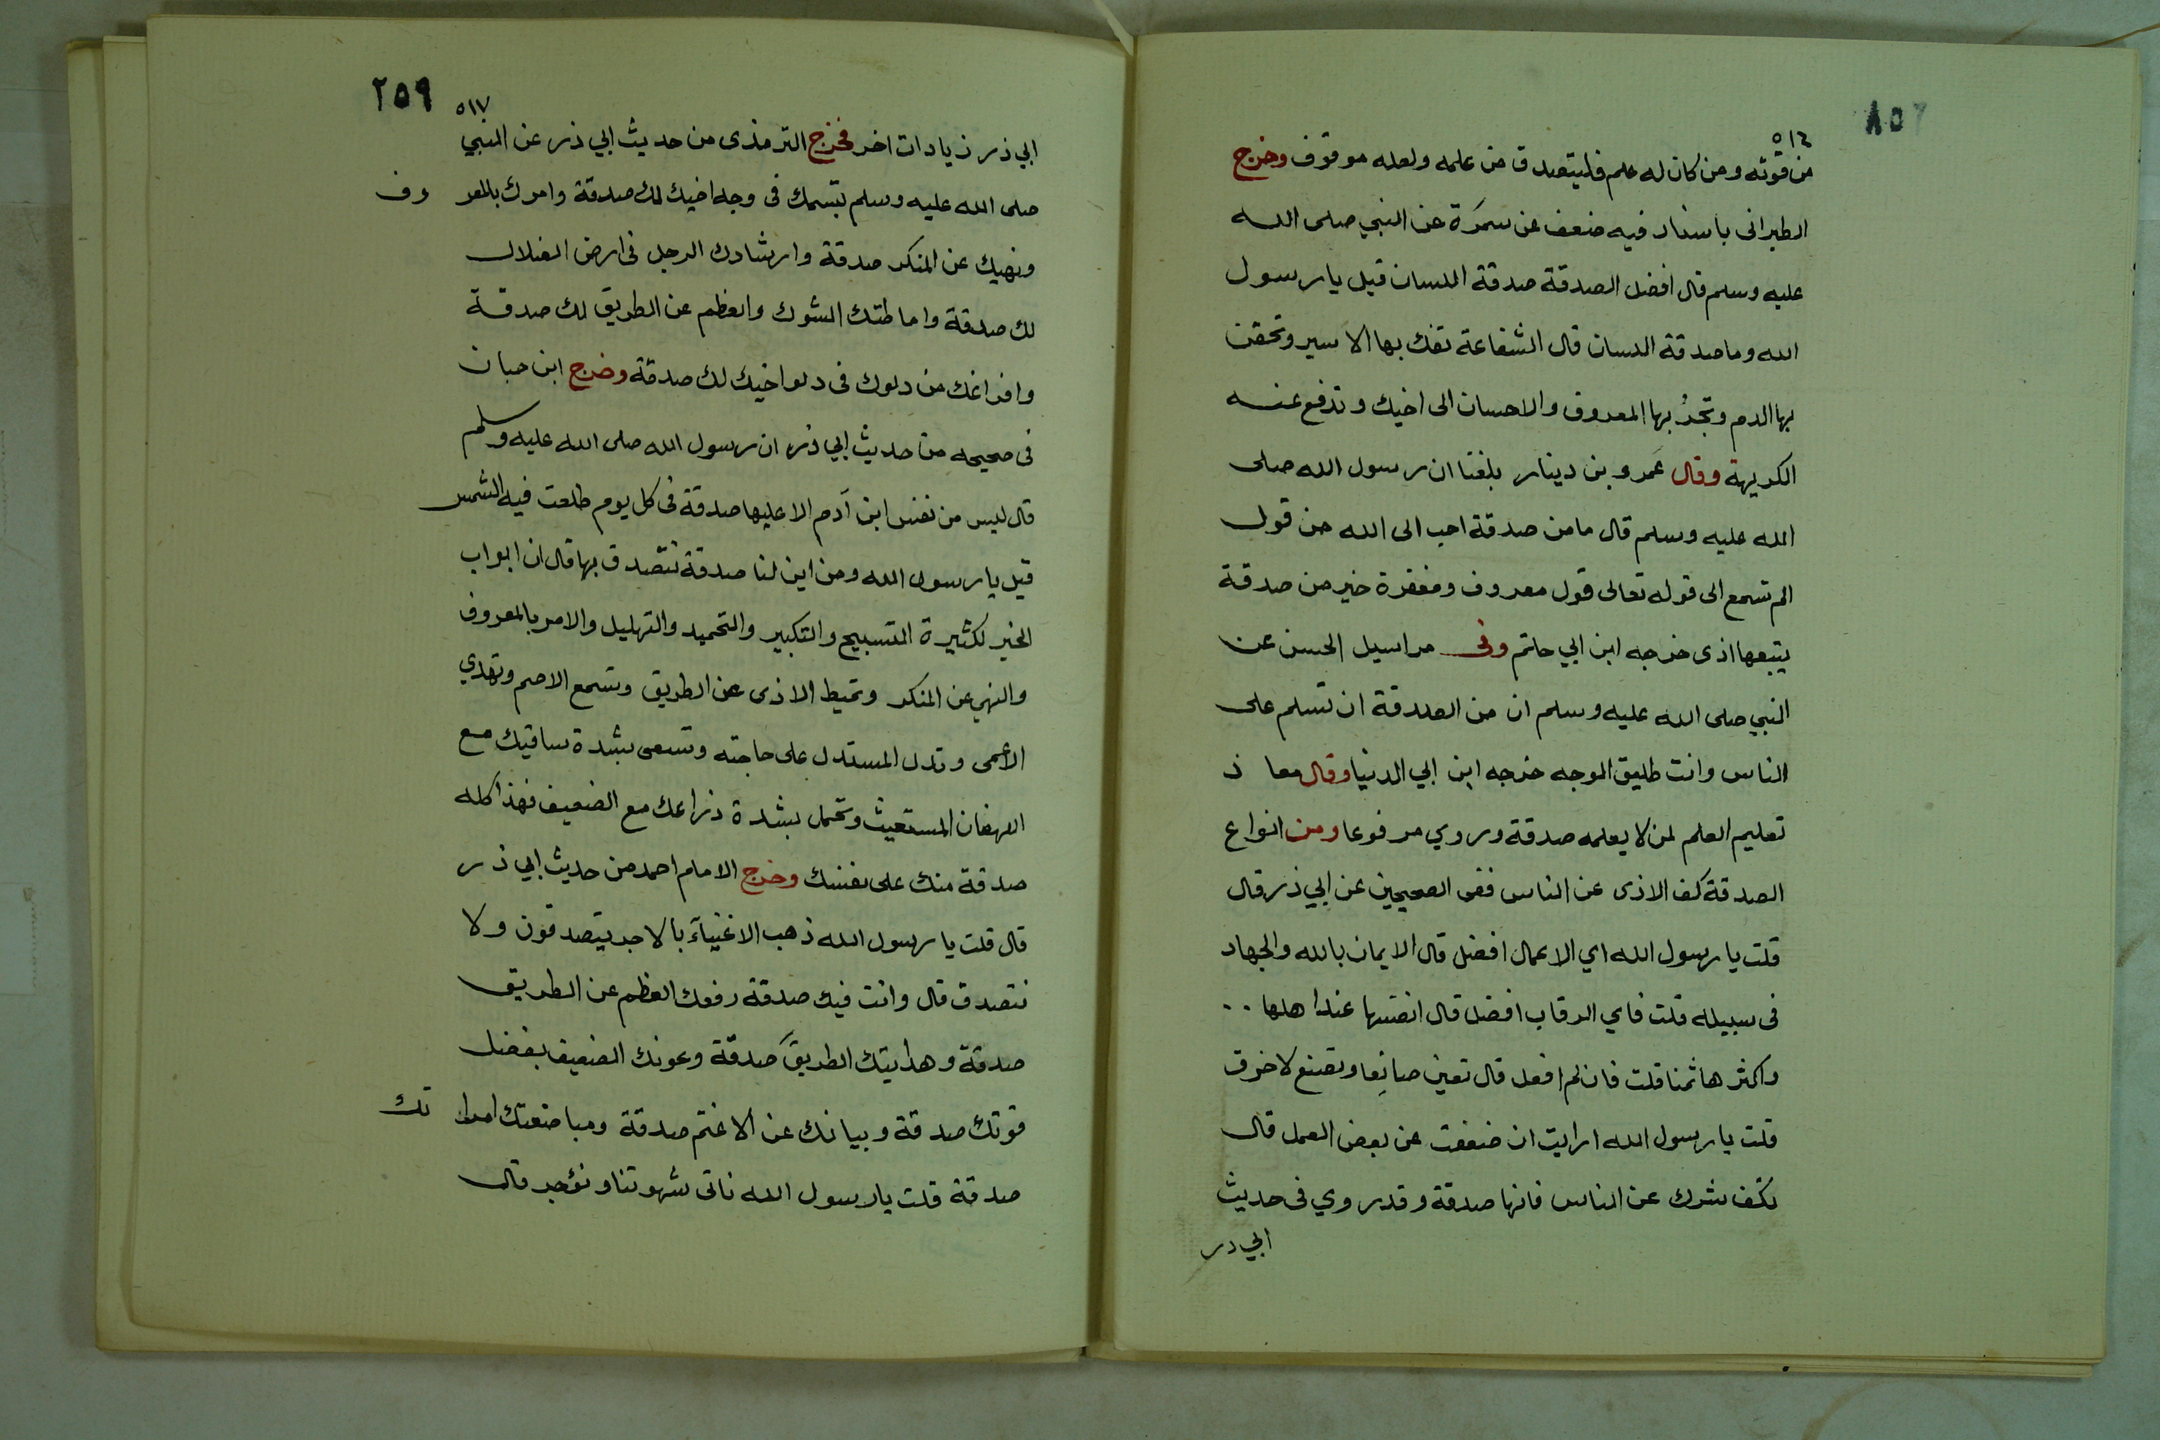 ٥١٦
من قوته ومن كان له علم فليتصدق من علمه ولعله موقوف وخرج
الطبرانى باسناد فيه ضعف عن سمرة عن النبي صلى الله
عليه وسلم قال افضل الصدقة صدقة اللسان قيل يا رسول
الله وما صدقة اللسان قال الشفاعة تفك بها الاسير وتحقن
بها الدم وتجرُّ بها المعروف والاحسان الى اخيك وتدفع عنه
الكريهة وقال عمرو بن دينار بلغنا ان رسول الله صلى
الله عليه وسلم قال ما من صدقة احب الى الله من قول
الم تسمع الى قوله تعالى قول معروف ومغفرة خير من صدقة
يتبعها اذى خرجه ابن ابي حاتم وفى مراسيل الحسن عن
النبي صلى الله عليه وسلم ان من الصدقة ان تسلم على
الناس وانت طليق الوجه خرجه ابن ابي الدنيا وقال معاذ
تعليم العلم لمن لا يعلمه صدقة وروي مرفوعا ومن انواع
الصدقة كف الاذى عن الناس ففى الصحيحين عن ابي ذر قال
قلت يا رسول الله اي الاعمال افضل قال الايمان بالله والجهاد
فى سبيله قلت فاي الرقاب افضل قال انفسها عند اهلها
واكثرها ثمنا قلت فان لم افعل قال تعين صانعا وتصنع لاخرق
قلت يا رسول الله ارايت ان ضعفت عن بعض العمل قال
تكف شرك عن الناس فانها صدقة وقد روي فى حديث
ابي ذر
٢٥٩
٥١٧
ابي ذر زيادات اخر فخرج الترمذى من حديث ابي ذر عن النبي
صلى الله عليه وسلم تبسمك فى وجه اخيك لك صدقة وامرك بالمعروف
ونهيك عن المنكر صدقة وارشادك الرجل فى ارض الضلال
لك صدقة واماطتك الشوك والعظم عن الطريق لك صدقة
وافراغك من دلوك فى دلو اخيك لك صدقة وخرج ابن حبان
فى صحيحه من حديث ابي ذر ان رسول الله صلى الله عليه وسلم
قال ليس من نفس ابن آدم الا عليها صدقة فى كل يوم طلعت فيه الشمس
قيل يا رسول الله ومن اين لنا صدقة نتصدق بها قال ان ابواب
الخير لكثيرة التسبيح والتكبير والتحميد والتهليل والامر بالمعروف
والنهي عن المنكر وتميط الاذى عن الطريق وتسمع الاصم وتهدي
الاعمى وتدل المستدل على حاجته وتسعى بشدة ساقيك مع
اللهفان المستغيث وتحمل بشدة ذراعك مع الضعيف فهذا كله
صدقة منك على نفسك وخرج الامام احمد من حديث ابي ذر
قال قلت يا رسول الله ذهب الاغنيآء بالاجر يتصدقون ولا
نتصدق قال وانت فيك صدقة رفعك العظم عن الطريق
صدقة وهدايتك الطريق صدقة وعونك الضعيف بفضل
قوتك صدقة وبيانك عن الاغتم صدقة ومباضعتك امراتك
صدقة قلت يا رسول الله ناتى شهوتنا ونؤجر قال